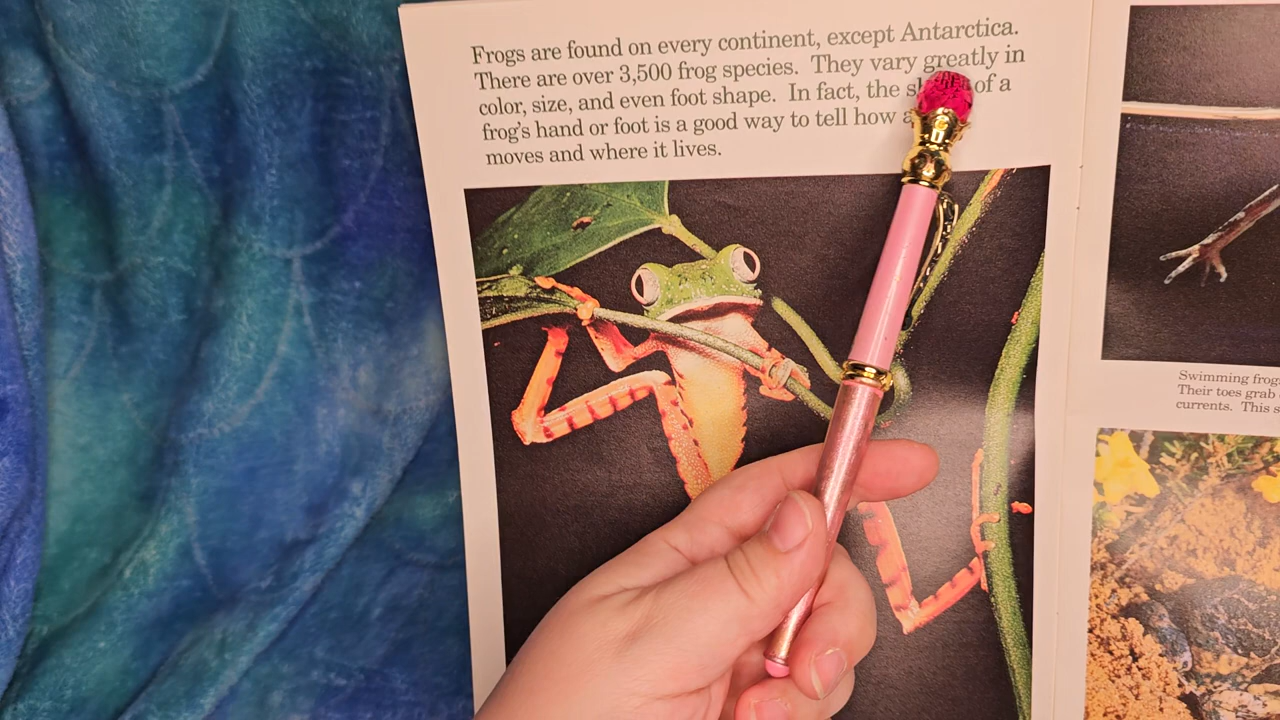 Frogs are found on every continent, except Antarctica.
There are over 3,500 frog species. They vary greatly in
color, size, and even foot shape. In fact, the of a
frog's hand or foot is a good way to tell how
moves and where it lives.
Swimming frog
Their toes grab
currents. This